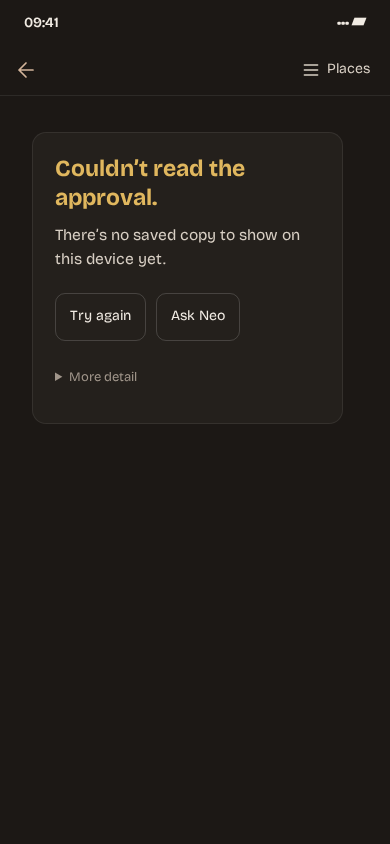 09:41
Places
Couldn't read the
approval.
There's no saved copy to show on
this device yet.
Try again
Ask Neo
More detail